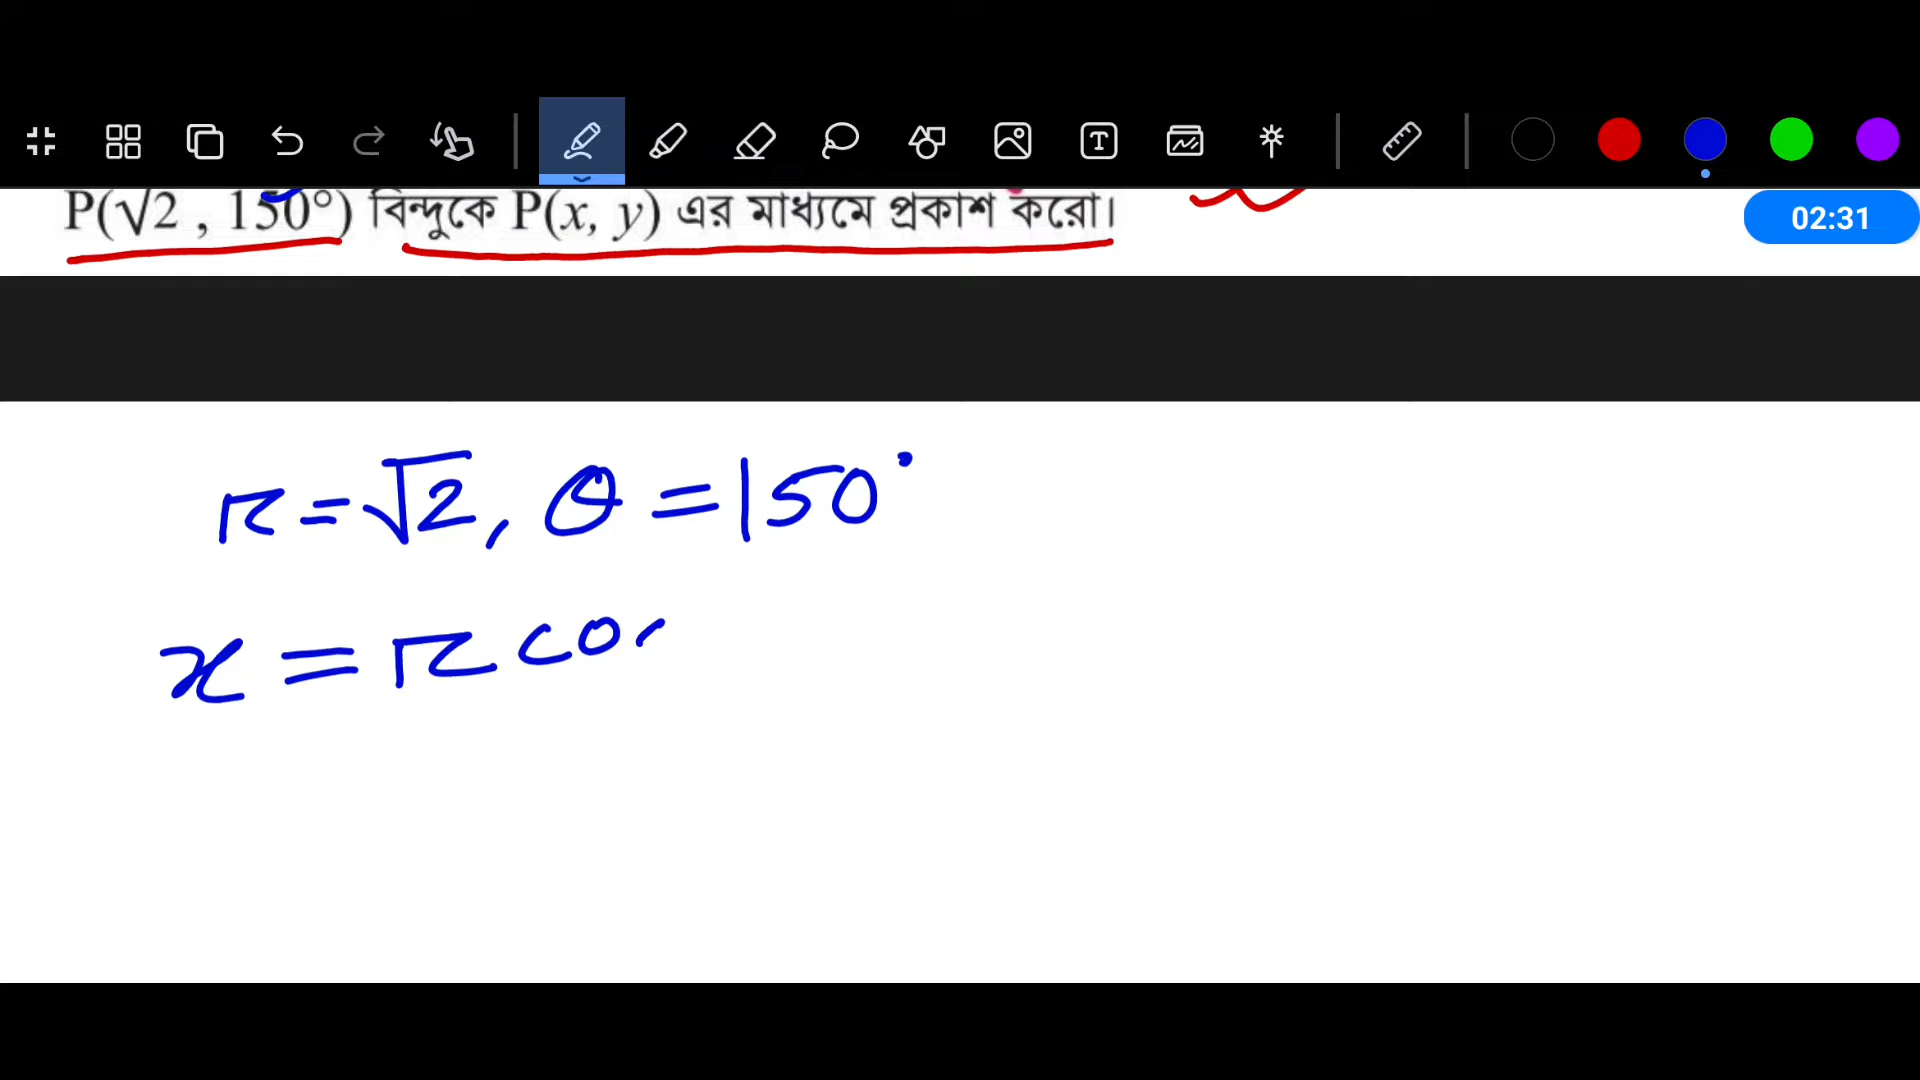 P(√2 , 150°) বিন্দুকে P(x, y) এর মাধ্যমে প্রকাশ করো।
02:31
r = √2, θ = 150°
x = r co